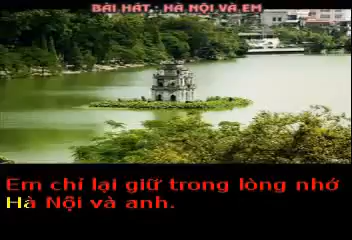 BÀI HÁT : HÀ NỘI VÀ EM
Em chỉ lại giữ trong lòng nhớ
Hà Nội và anh.